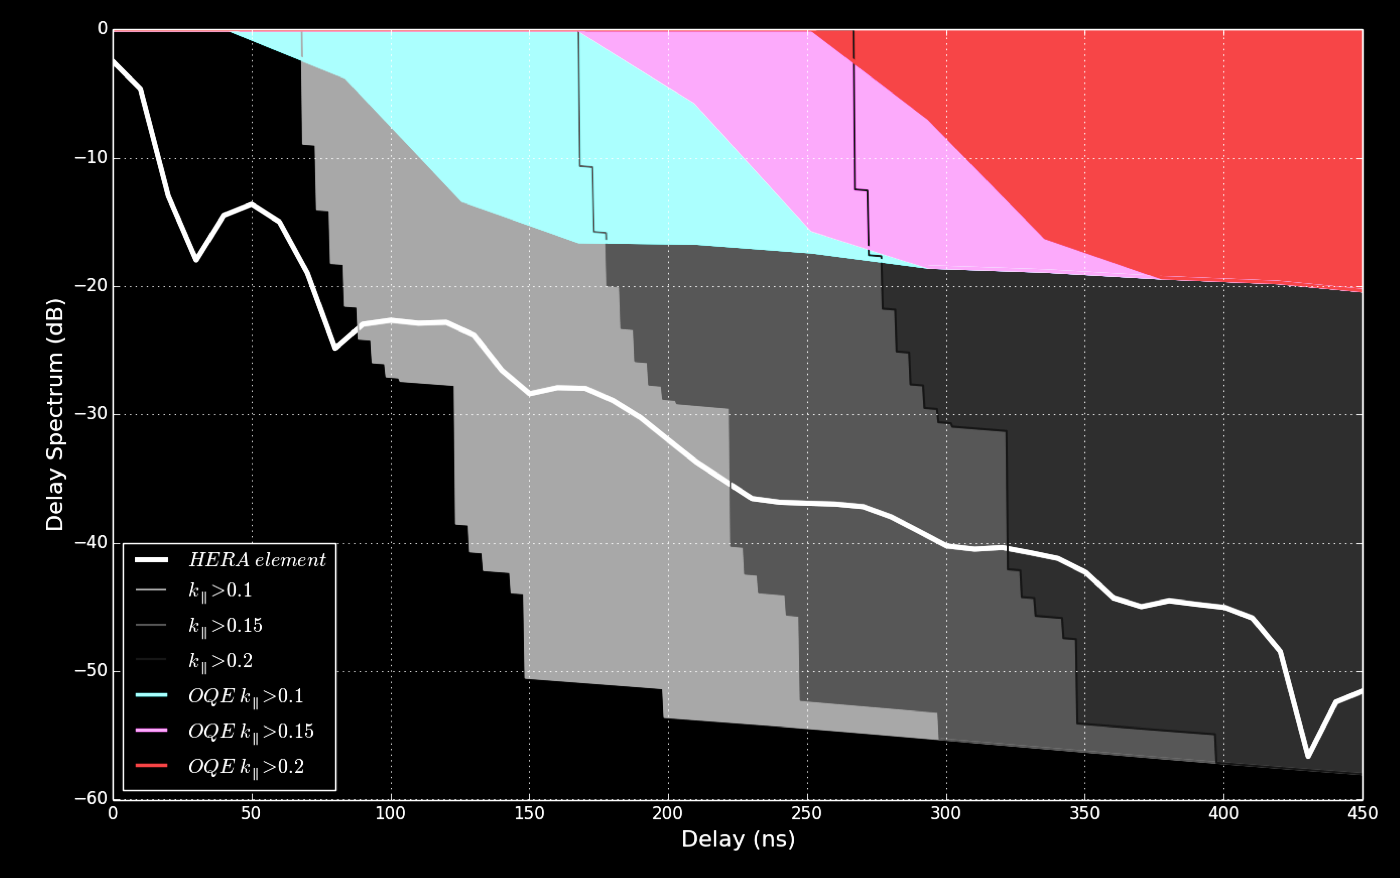 −0
−10
−20
−30
−40
−50
−60
Delay Spectrum (dB)
HERA element
k∥>0.1
k∥>0.15
k∥>0.2
OQE k∥>0.1
OQE k∥>0.15
OQE k∥>0.2
0 50 100 150 200 250 300 350 400 450
Delay (ns)